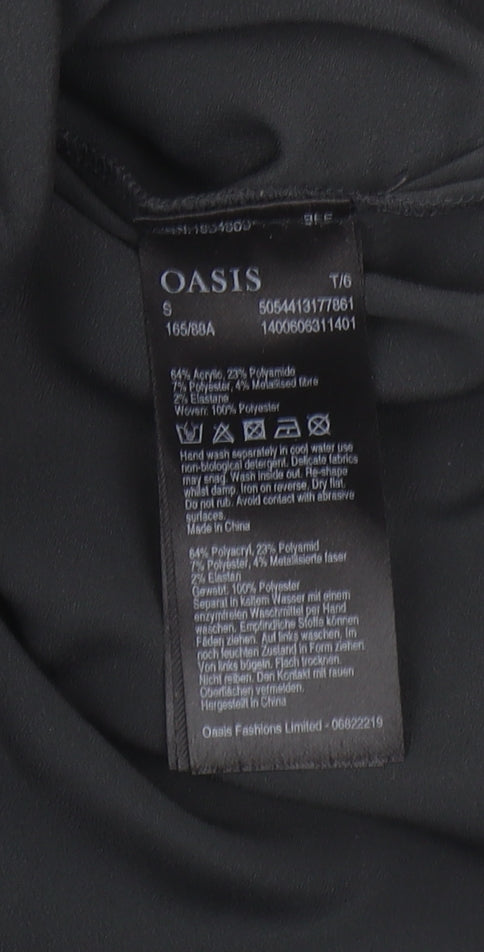 OASIS T/6
S 5054413177861
165/88A 1400606311401
64% Acrylic, 23% Polyamide
7% Polyester, 4% Metallised fibre
2% Elastane
Woven: 100% Polyester
Hand wash separately in cool water use
non-biological detergent. Delicate fabrics
may snag. Wash inside out. Re-shape
whilst damp. Iron on reverse. Dry flat.
Do not rub. Avoid contact with abrasive
surfaces.
Made in China
64% Polyacryl, 23% Polyamid
7% Polyester, 4% Metallisierte faser
2% Elastan
Gewebt: 100% Polyester
Separat in kaltem Wasser mit einem
enzymfreien Waschmittel per Hand
waschen. Empfindliche Stoffe können
Fäden ziehen. Auf links waschen. Im
noch feuchten Zustand in Form ziehen.
Von links bügeln. Flach trocknen.
Nicht reiben. Den Kontakt mit rauen
Oberflächen vermeiden.
Hergestellt in China
Oasis Fashions Limited - 06822219